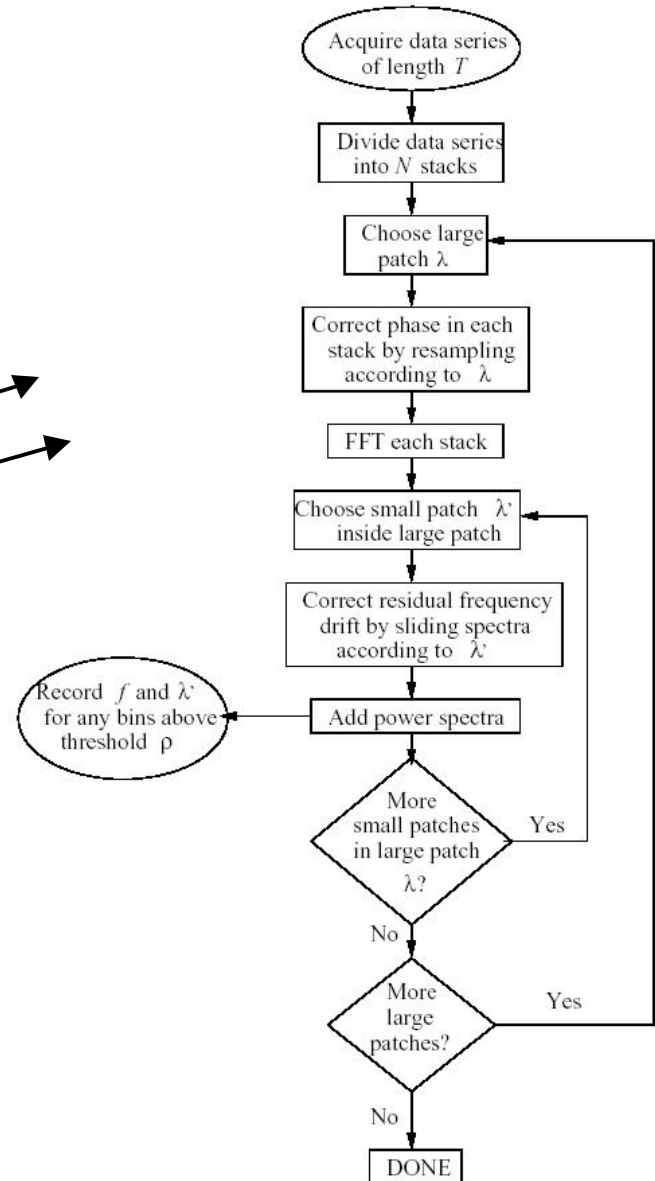 Acquire data series
of length T
Divide data series
into N stacks
Choose large
patch λ
Correct phase in each
stack by resampling
according to λ
FFT each stack
Choose small patch λ'
inside large patch
Correct residual frequency
drift by sliding spectra
according to λ'
Record f and λ'
for any bins above
threshold ρ
Add power spectra
More
small patches
in large patch
λ?
Yes
No
More
large
patches?
Yes
No
DONE